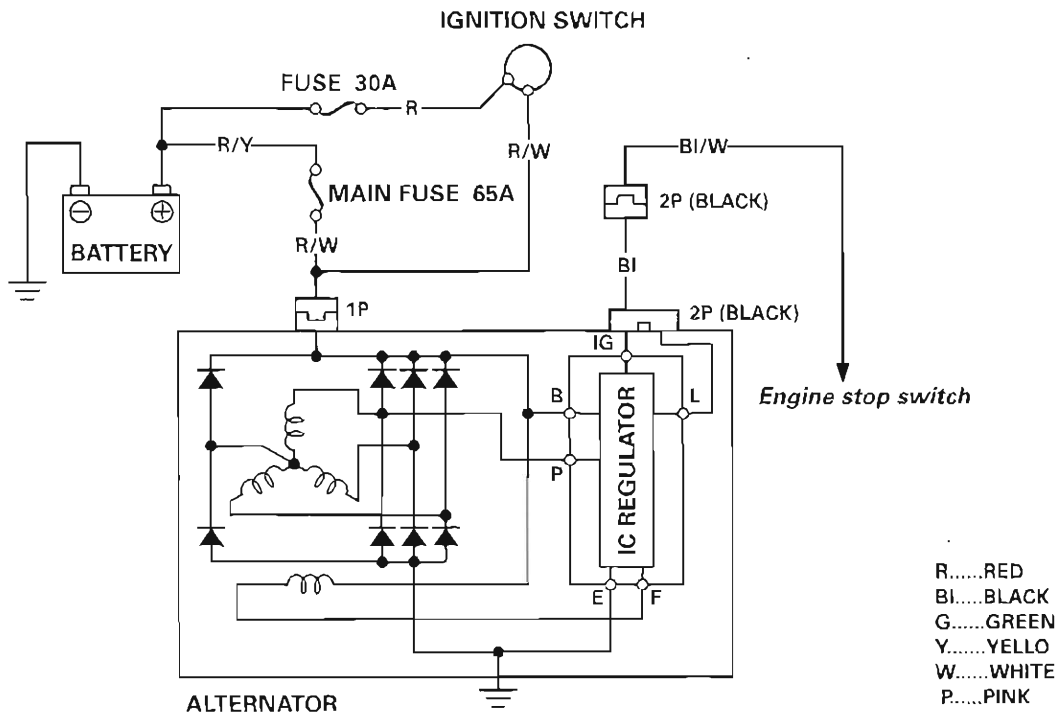 IGNITION SWITCH
FUSE 30A
R
R/Y
R/W
BI/W
MAIN FUSE 65A
2P (BLACK)
BATTERY
R/W
BI
1P
2P (BLACK)
IG
B
L
Engine stop switch
P
IC REGULATOR
E
F
R......RED
BI.....BLACK
G......GREEN
Y.......YELLO
W......WHITE
P......PINK
ALTERNATOR